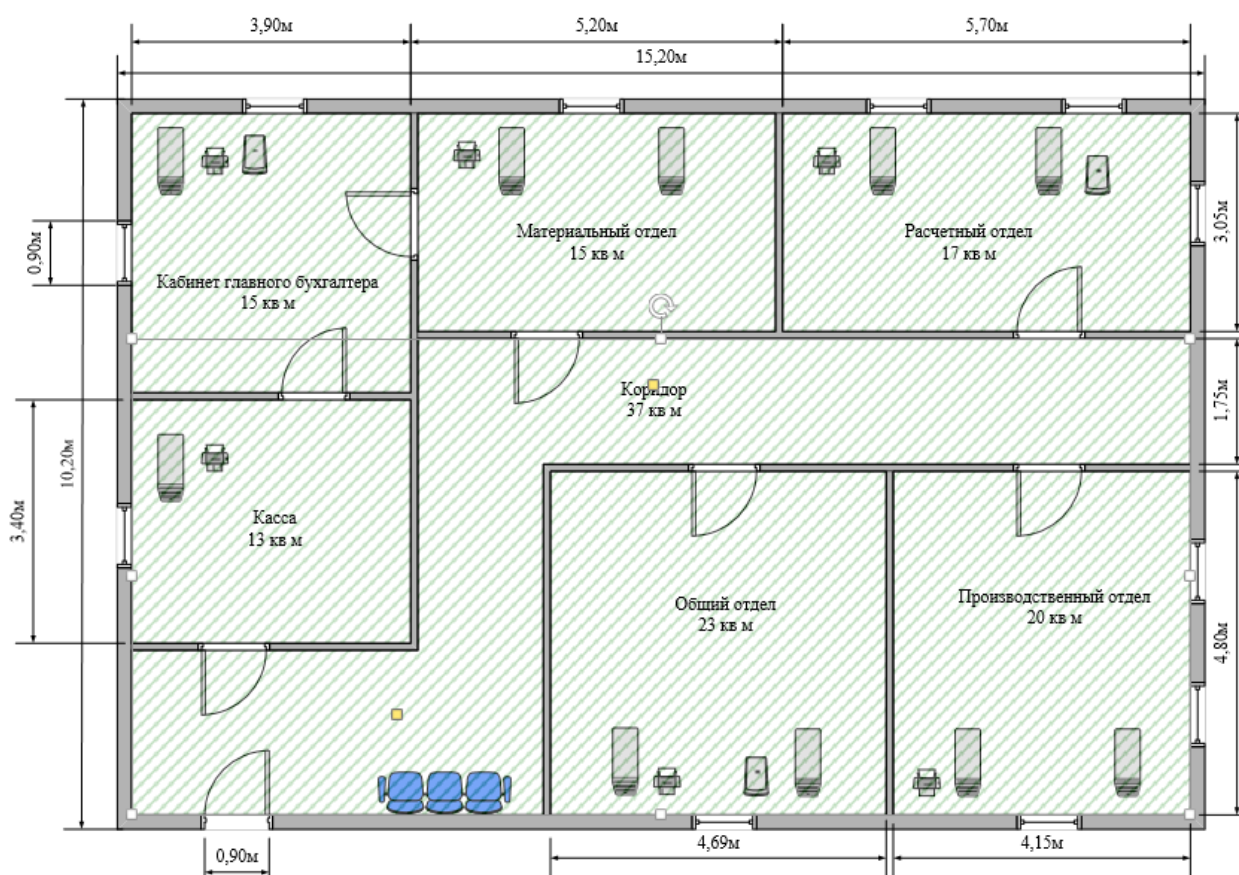 3,90м
5,20м
5,70м
15,20м
Материальный отдел
15 кв м
Расчетный отдел
17 кв м
3,05м
0,90м
Кабинет главного бухгалтера
15 кв м
Коридор
37 кв м
1,75м
10,20м
3,40м
Касса
13 кв м
Общий отдел
23 кв м
Производственный отдел
20 кв м
4,80м
0,90м
4,69м
4,15м